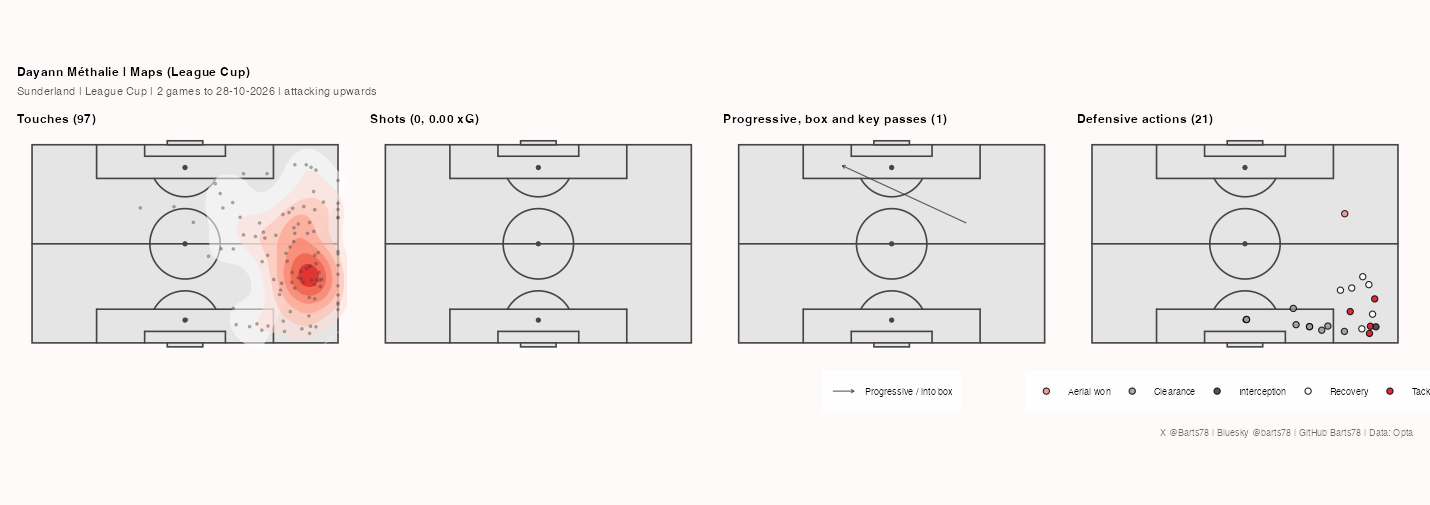 Dayann Méthalie | Maps (League Cup)
Sunderland | League Cup | 2 games to 28-10-2026 | attacking upwards
Touches (97)
Shots (0, 0.00 xG)
Progressive, box and key passes (1)
Defensive actions (21)
Progressive / into box
Aerial won
Clearance
Interception
Recovery
Tack
X @Barts78 | Bluesky @barts78 | GitHub Barts78 | Data: Opta